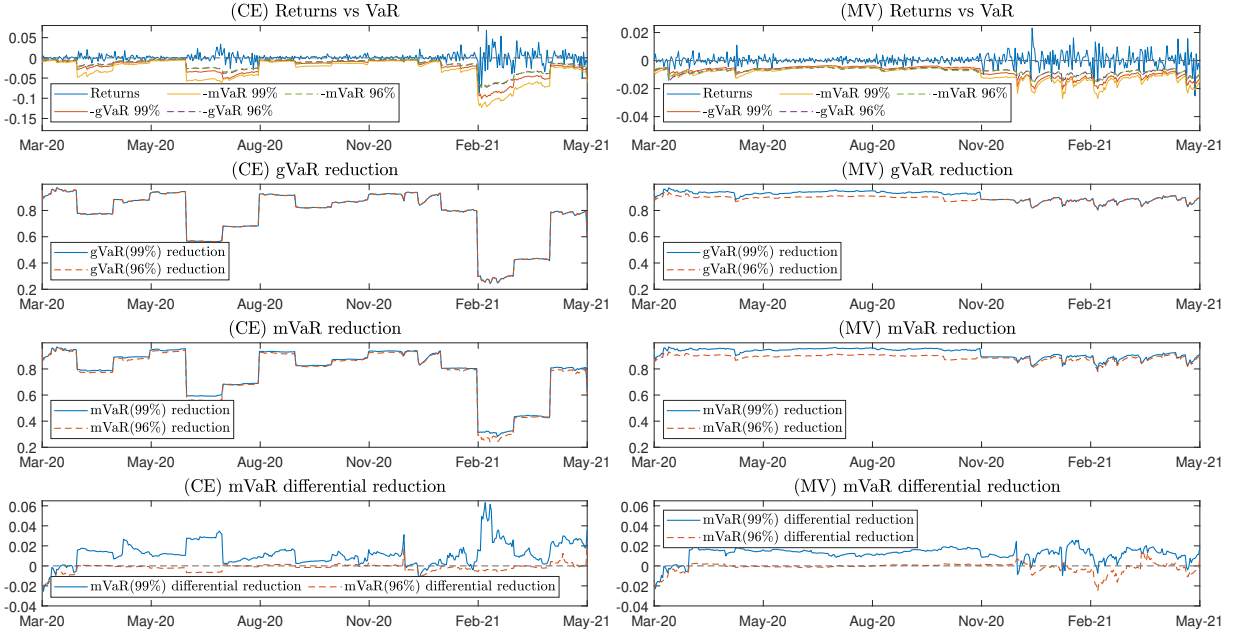 (CE) Returns vs VaR
0.05
0
-0.05
-0.1
-0.15
Returns
-mVaR 99%
-mVaR 96%
-gVaR 99%
-gVaR 96%
Mar-20 May-20 Aug-20 Nov-20 Feb-21 May-21
(MV) Returns vs VaR
0.02
0
-0.02
-0.04
Returns
-mVaR 99%
-mVaR 96%
-gVaR 99%
-gVaR 96%
Mar-20 May-20 Aug-20 Nov-20 Feb-21 May-21
(CE) gVaR reduction
0.8
0.6
0.4
0.2
gVaR(99%) reduction
gVaR(96%) reduction
Mar-20 May-20 Aug-20 Nov-20 Feb-21 May-21
(MV) gVaR reduction
0.8
0.6
0.4
0.2
gVaR(99%) reduction
gVaR(96%) reduction
Mar-20 May-20 Aug-20 Nov-20 Feb-21 May-21
(CE) mVaR reduction
0.8
0.6
0.4
0.2
mVaR(99%) reduction
mVaR(96%) reduction
Mar-20 May-20 Aug-20 Nov-20 Feb-21 May-21
(MV) mVaR reduction
0.8
0.6
0.4
0.2
mVaR(99%) reduction
mVaR(96%) reduction
Mar-20 May-20 Aug-20 Nov-20 Feb-21 May-21
(CE) mVaR differential reduction
0.06
0.04
0.02
0
-0.02
-0.04
mVaR(99%) differential reduction
mVaR(96%) differential reduction
Mar-20 May-20 Aug-20 Nov-20 Feb-21 May-21
(MV) mVaR differential reduction
0.06
0.04
0.02
0
-0.02
-0.04
mVaR(99%) differential reduction
mVaR(96%) differential reduction
Mar-20 May-20 Aug-20 Nov-20 Feb-21 May-21